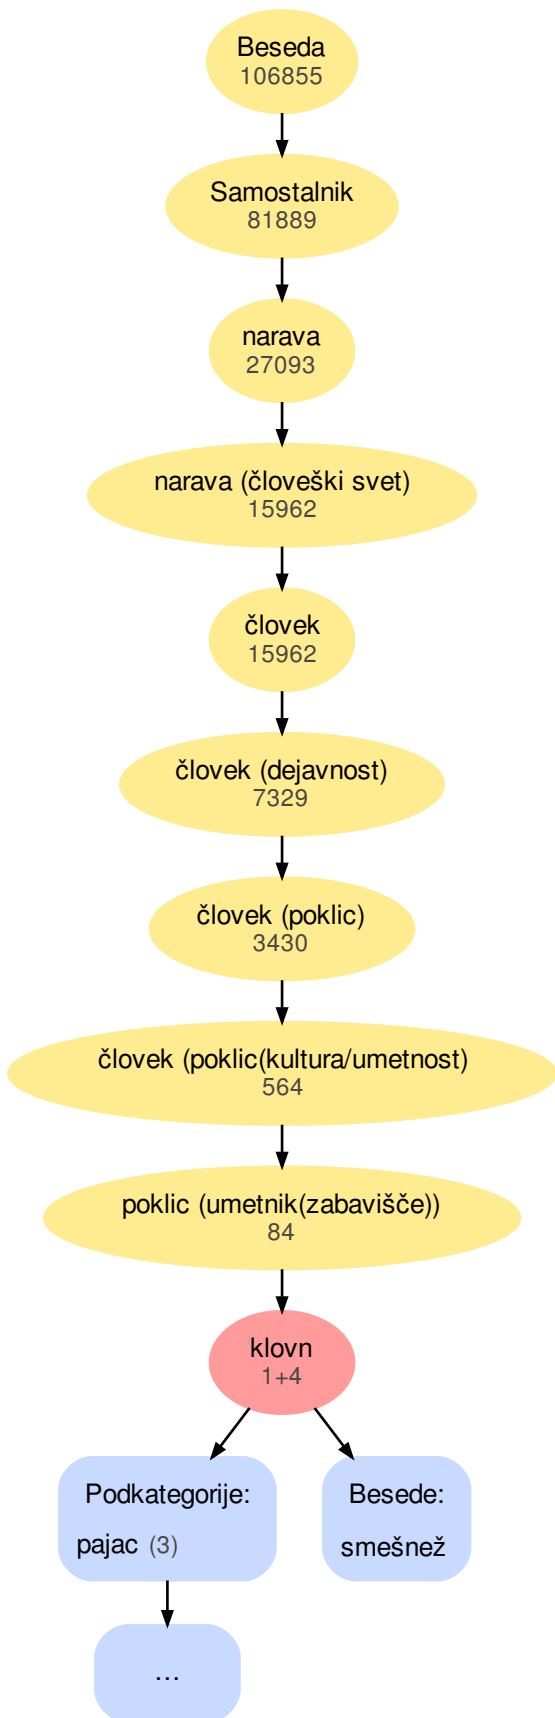 Beseda
106855
Samostalnik
81889
narava
27093
narava (človeški svet)
15962
človek
15962
človek (dejavnost)
7329
človek (poklic)
3430
človek (poklic(kultura/umetnost)
564
poklic (umetnik(zabavišče))
84
klovn
1+4
Podkategorije:
pajac (3)
Besede:
smešnež
...